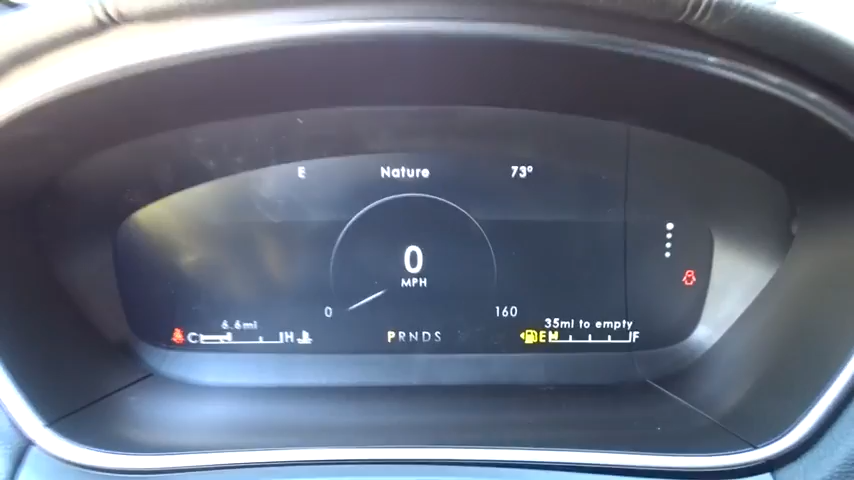 E Nature 73°
0
MPH
0 160
6.6mi 35mi to empty
C H PRNDS E F